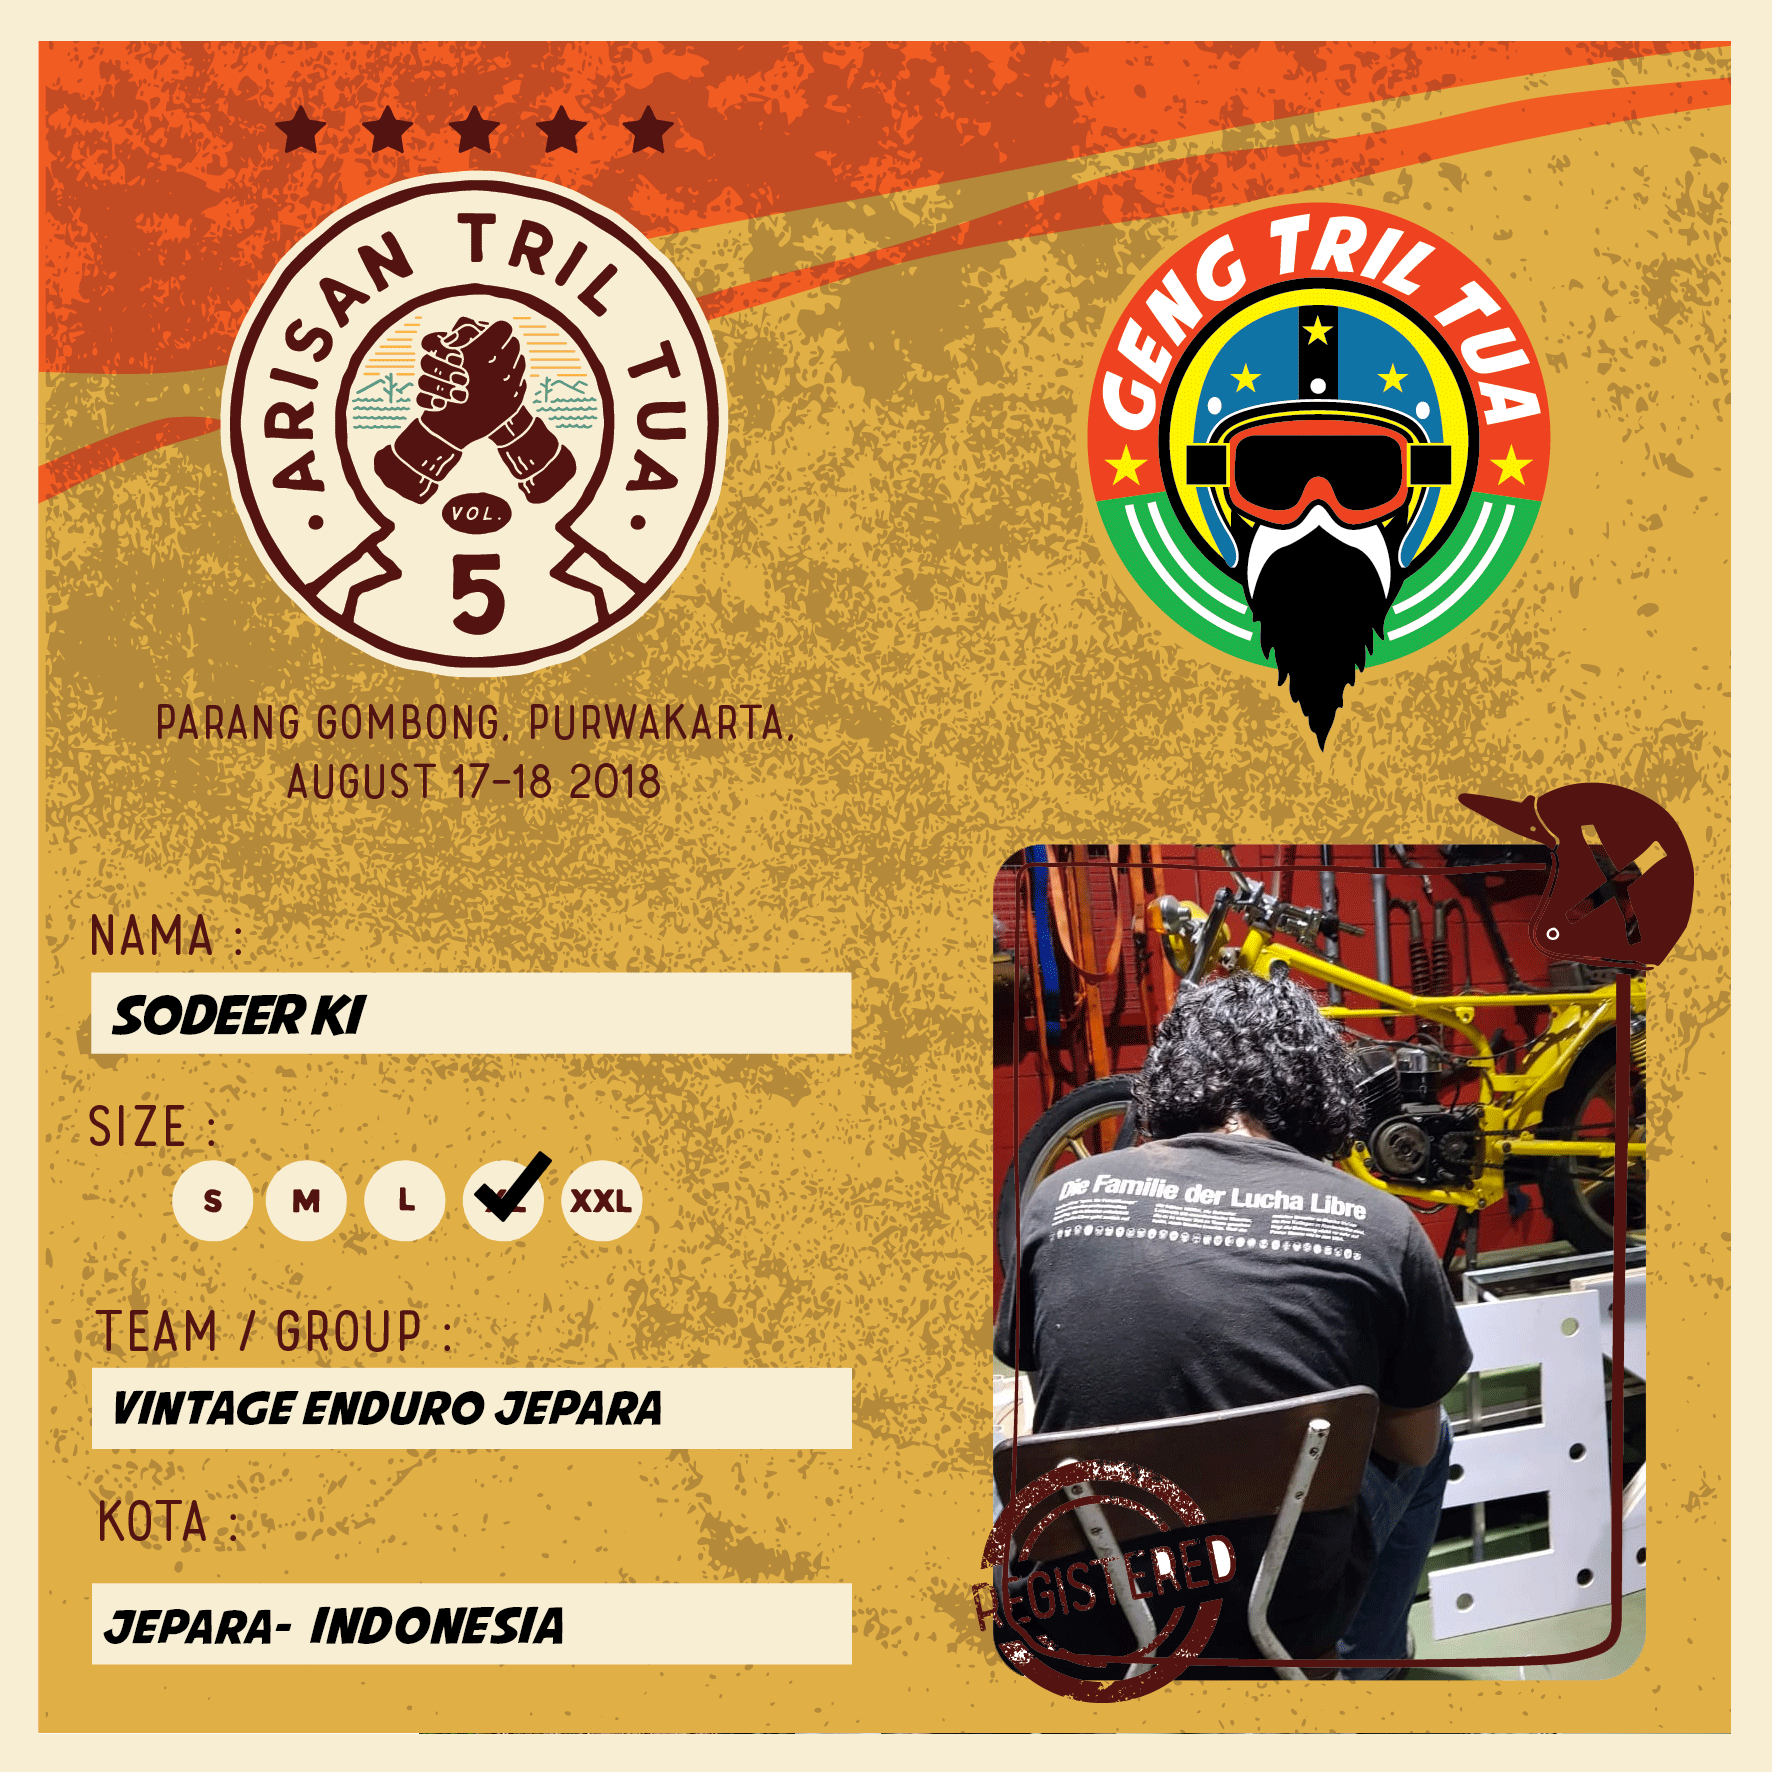 ARISAN TRIL TUA
VOL.
5
PARANG GOMBONG, PURWAKARTA,
AUGUST 17-18 2018
GENG TRIL TUA
NAMA :
SODEER KI
SIZE :
S M L XXL
TEAM / GROUP :
VINTAGE ENDURO JEPARA
KOTA :
JEPARA- INDONESIA
Die Familie der Lucha Libre
REGISTERED